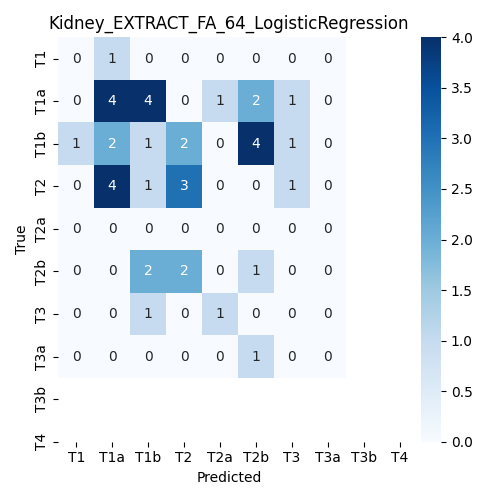 Kidney_EXTRACT_FA_64_LogisticRegression
T1 0 1 0 0 0 0 0 0
T1a 0 4 4 0 1 2 1 0
T1b 1 2 1 2 0 4 1 0
T2 0 4 1 3 0 0 1 0
T2a 0 0 0 0 0 0 0 0
T2b 0 0 2 2 0 1 0 0
T3 0 0 1 0 1 0 0 0
T3a 0 0 0 0 0 1 0 0
T3b
T4
True
T1 T1a T1b T2 T2a T2b T3 T3a T3b T4
Predicted
4.0
3.5
3.0
2.5
2.0
1.5
1.0
0.5
0.0